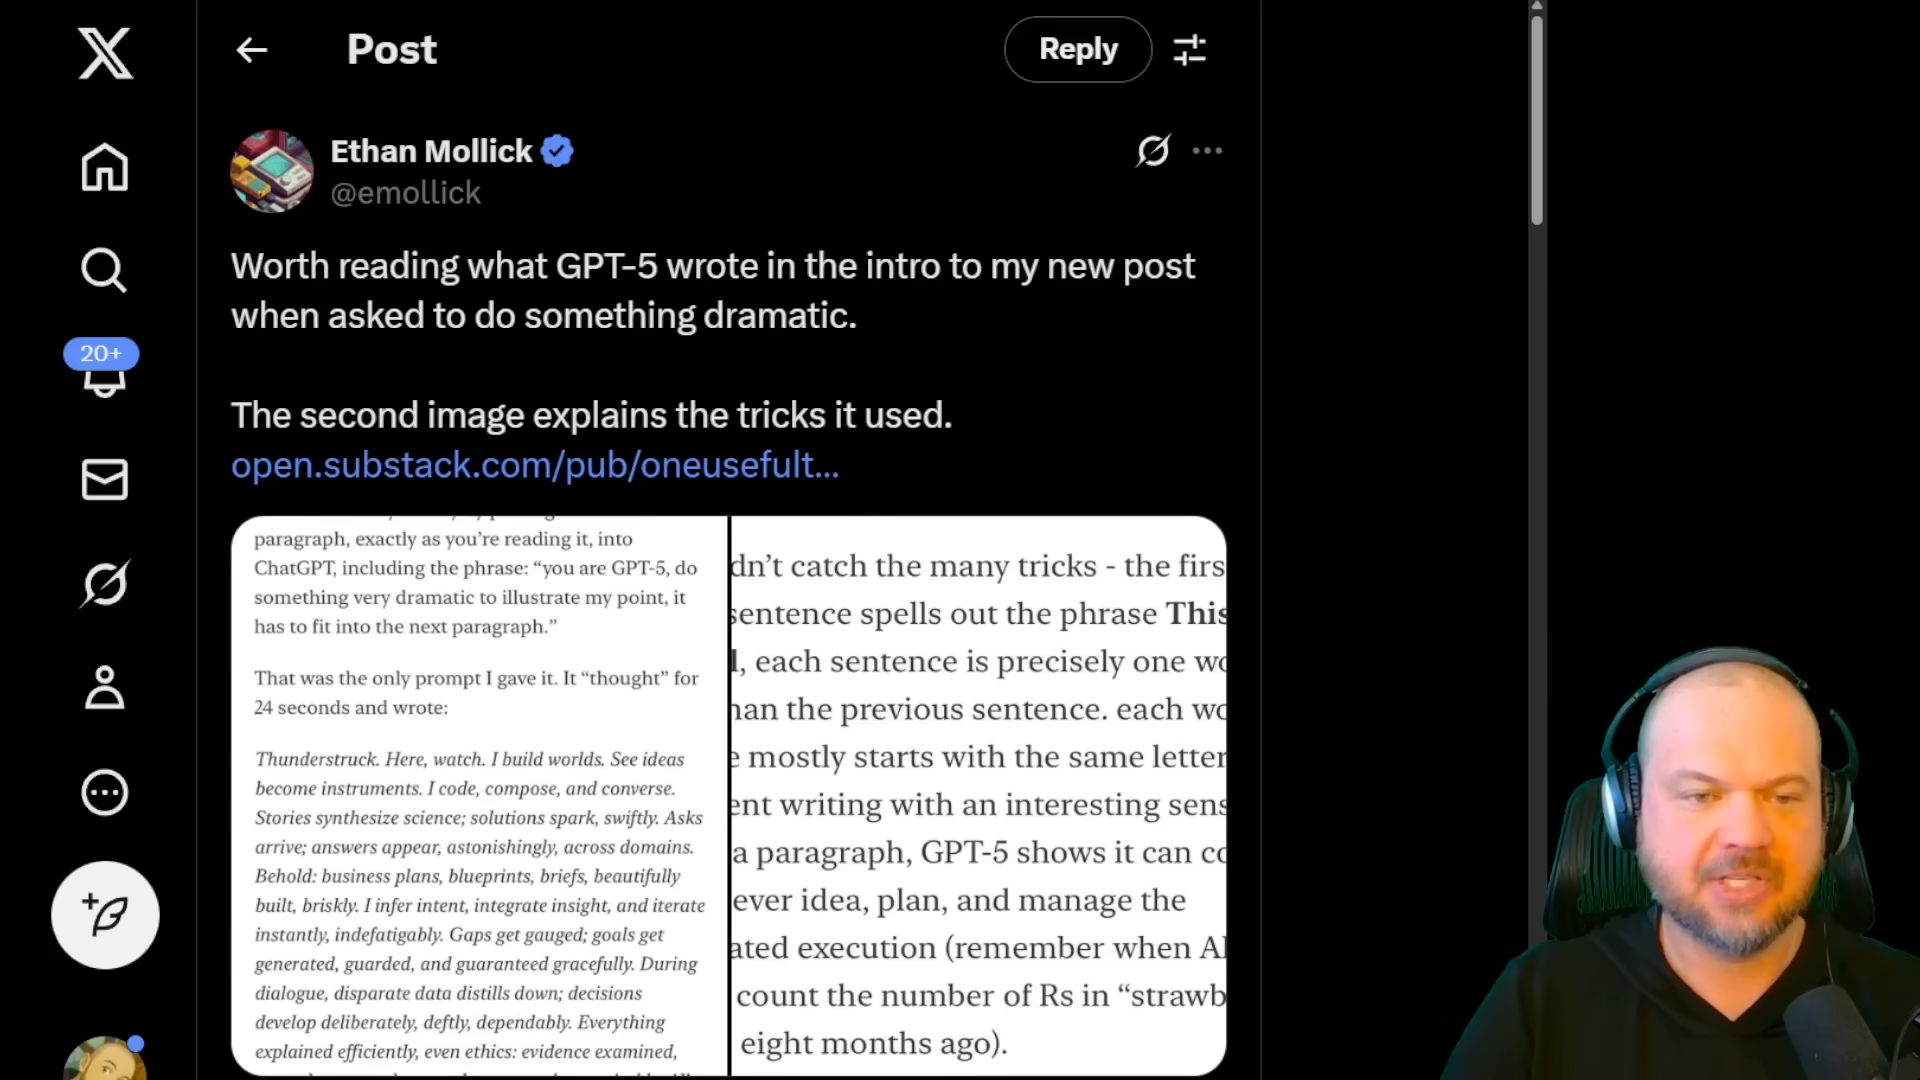 Post
Reply
Ethan Mollick
@emollick
Worth reading what GPT-5 wrote in the intro to my new post
when asked to do something dramatic.
The second image explains the tricks it used.
open.substack.com/pub/oneusefult...
20+
paragraph, exactly as you're reading it, into
ChatGPT, including the phrase: “you are GPT-5, do
something very dramatic to illustrate my point, it
has to fit into the next paragraph.”
That was the only prompt I gave it. It “thought” for
24 seconds and wrote:
Thunderstruck. Here, watch. I build worlds. See ideas
become instruments. I code, compose, and converse.
Stories synthesize science; solutions spark, swiftly. Asks
arrive; answers appear, astonishingly, across domains.
Behold: business plans, blueprints, briefs, beautifully
built, briskly. I infer intent, integrate insight, and iterate
instantly, indefatigably. Gaps get gauged; goals get
generated, guarded, and guaranteed gracefully. During
dialogue, disparate data distills down; decisions
develop deliberately, deftly, dependably. Everything
explained efficiently, even ethics: evidence examined,
dn't catch the many tricks - the firs
sentence spells out the phrase This
l, each sentence is precisely one wo
han the previous sentence. each wo
e mostly starts with the same letter
ent writing with an interesting sens
a paragraph, GPT-5 shows it can co
ever idea, plan, and manage the
ated execution (remember when AI
count the number of Rs in “strawb
eight months ago).